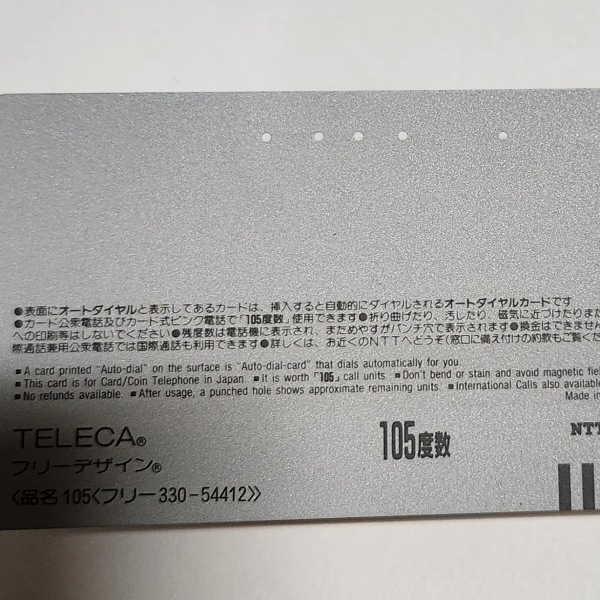 ●表面にオートダイヤルと表示してあるカードは、挿入すると自動的にダイヤルされるオートダイヤルカードです
●カード公衆電話及びカード式ピンク電話で「105度数」使用できます●折り曲げたり、汚したり、磁気に近づけたりまた
への印刷等はしないでください●残度数は電話機に表示され、まためやすがパンチ穴で表示されます●換金はできません
際通話兼用公衆電話では国際通話も利用できます●詳しくは、お近くのNTTへどうぞ(窓口に備え付けの約款もご覧くだ
■A card printed "Auto-dial" on the surface is "Auto-dial-card" that dials automatically for you.
■This card is for Card/Coin Telephone in Japan. ■It is worth「105」call units. ■Don't bend or stain and avoid magnetic fiel
■No refunds available. ■After usage, a punched hole shows approximate remaining units. ■International Calls also available
Made in
TELECA®
105度数
NTT
フリーデザイン®
〈品名 105〈フリー330-54412〉〉